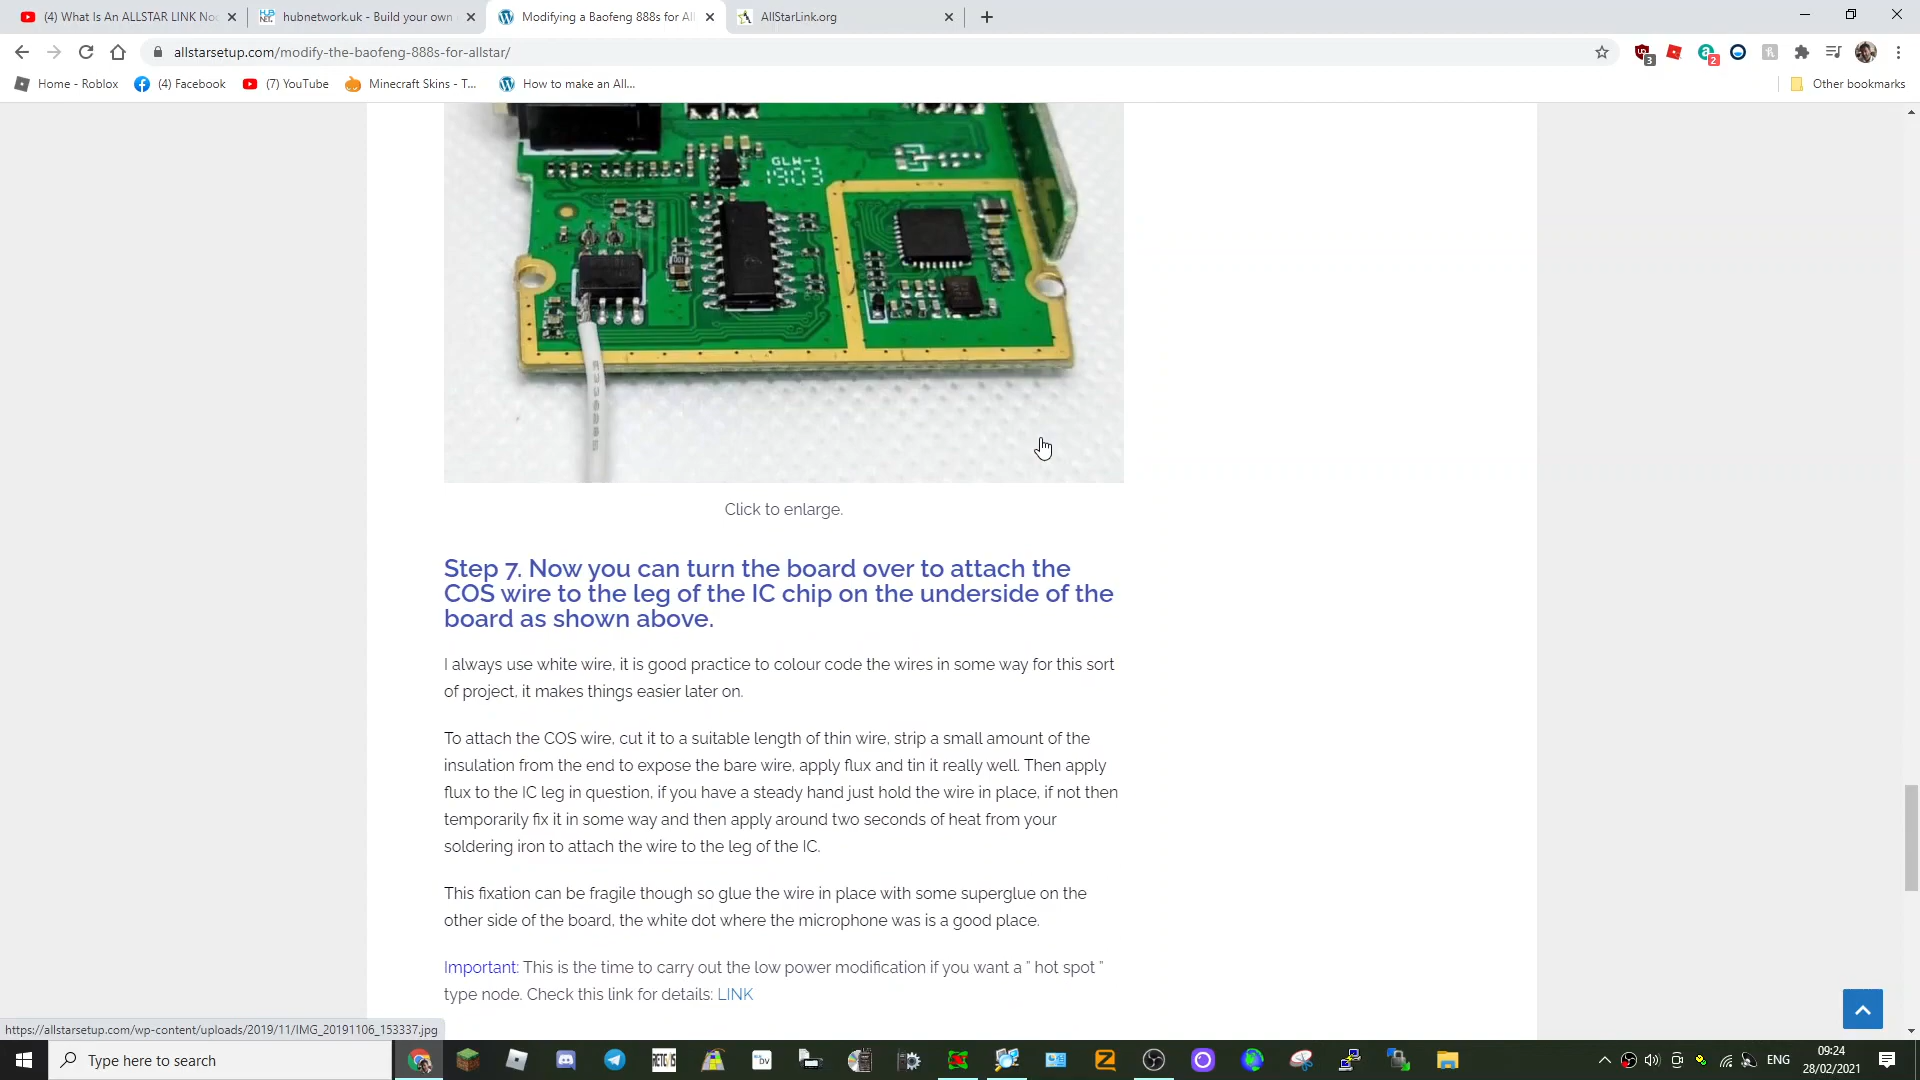 (4) What Is An ALLSTAR LINK No
hubnetwork.uk - Build your own
Modifying a Baofeng 888s for All
AllStarLink.org
allstarsetup.com/modify-the-baofeng-888s-for-allstar/
3
2
Home - Roblox
(4) Facebook
(7) YouTube
Minecraft Skins - T...
How to make an All...
Other bookmarks
GLW-1
1903
Click to enlarge.
Step 7. Now you can turn the board over to attach the
COS wire to the leg of the IC chip on the underside of the
board as shown above.
I always use white wire, it is good practice to colour code the wires in some way for this sort
of project, it makes things easier later on.
To attach the COS wire, cut it to a suitable length of thin wire, strip a small amount of the
insulation from the end to expose the bare wire, apply flux and tin it really well. Then apply
flux to the IC leg in question, if you have a steady hand just hold the wire in place, if not then
temporarily fix it in some way and then apply around two seconds of heat from your
soldering iron to attach the wire to the leg of the IC.
This fixation can be fragile though so glue the wire in place with some superglue on the
other side of the board, the white dot where the microphone was is a good place.
Important: This is the time to carry out the low power modification if you want a " hot spot "
type node. Check this link for details: LINK
https://allstarsetup.com/wp-content/uploads/2019/11/IMG_20191106_153337.jpg
Type here to search
ENG
09:24
28/02/2021